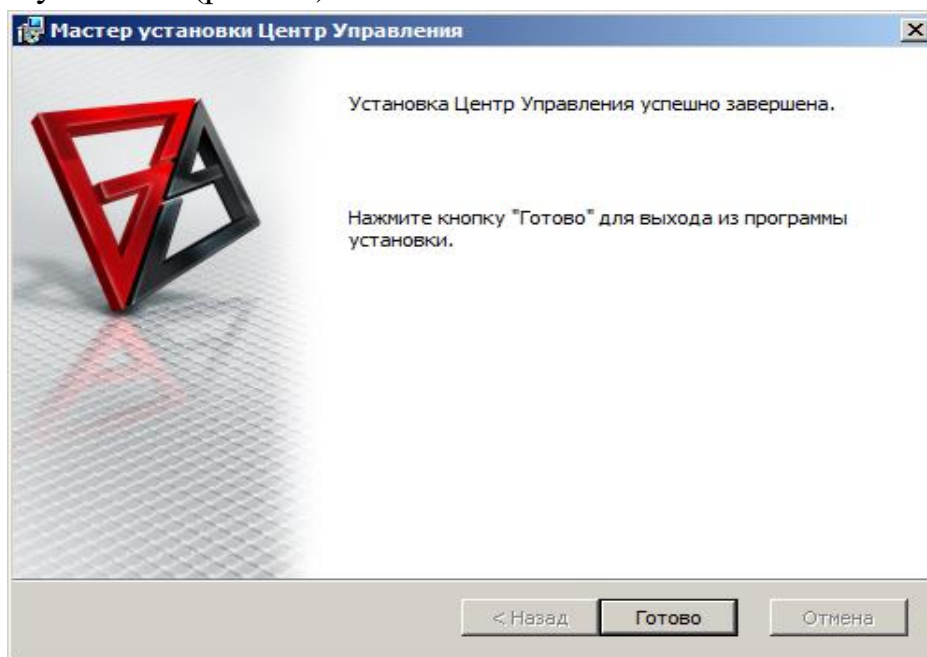 Мастер установки Центр Управления
Установка Центр Управления успешно завершена.
Нажмите кнопку "Готово" для выхода из программы
установки.
< Назад
Готово
Отмена